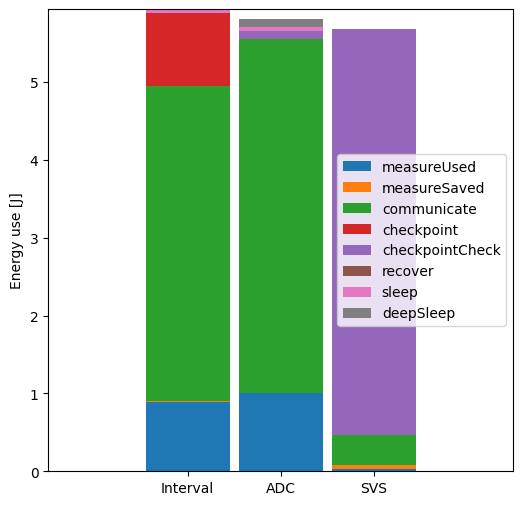 Energy use [J]
5
4
3
2
1
0
measureUsed
measureSaved
communicate
checkpoint
checkpointCheck
recover
sleep
deepSleep
Interval
ADC
SVS